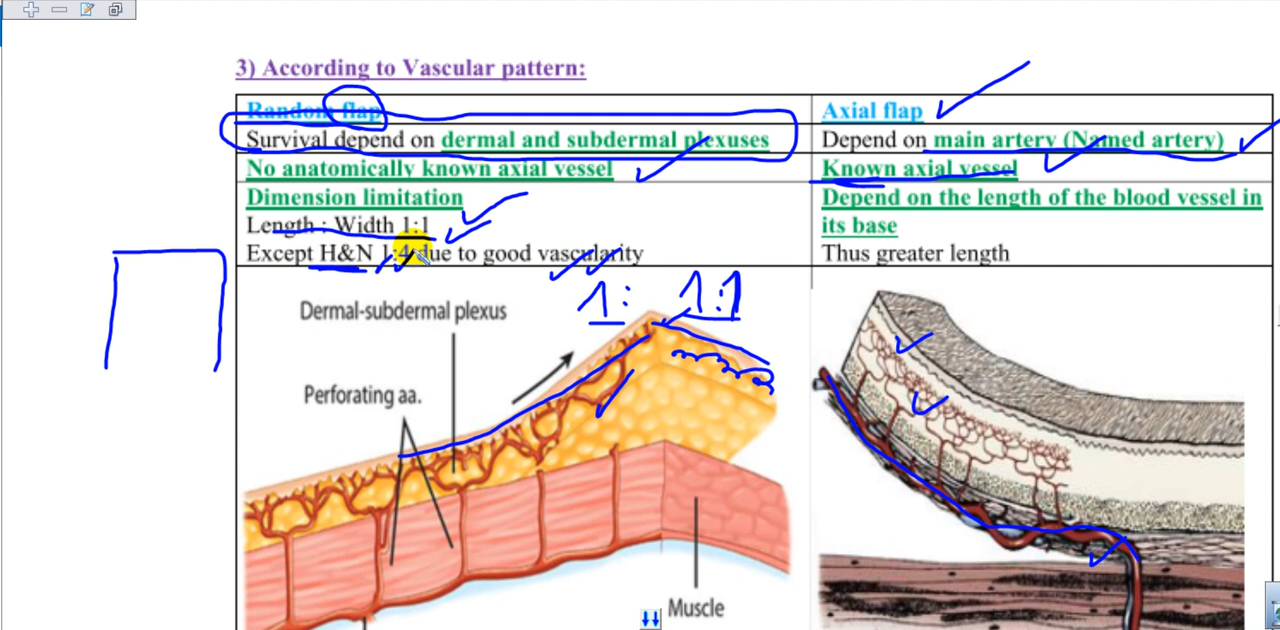 3) According to Vascular pattern:
Random flap
Axial flap
Survival depend on dermal and subdermal plexuses
Depend on main artery (Named artery)
No anatomically known axial vessel
Known axial vessel
Dimension limitation
Length : Width 1:1
Except H&N 1:4 due to good vascularity
Depend on the length of the blood vessel in
its base
Thus greater length
1: 1:1
Dermal-subdermal plexus
Perforating aa.
Muscle